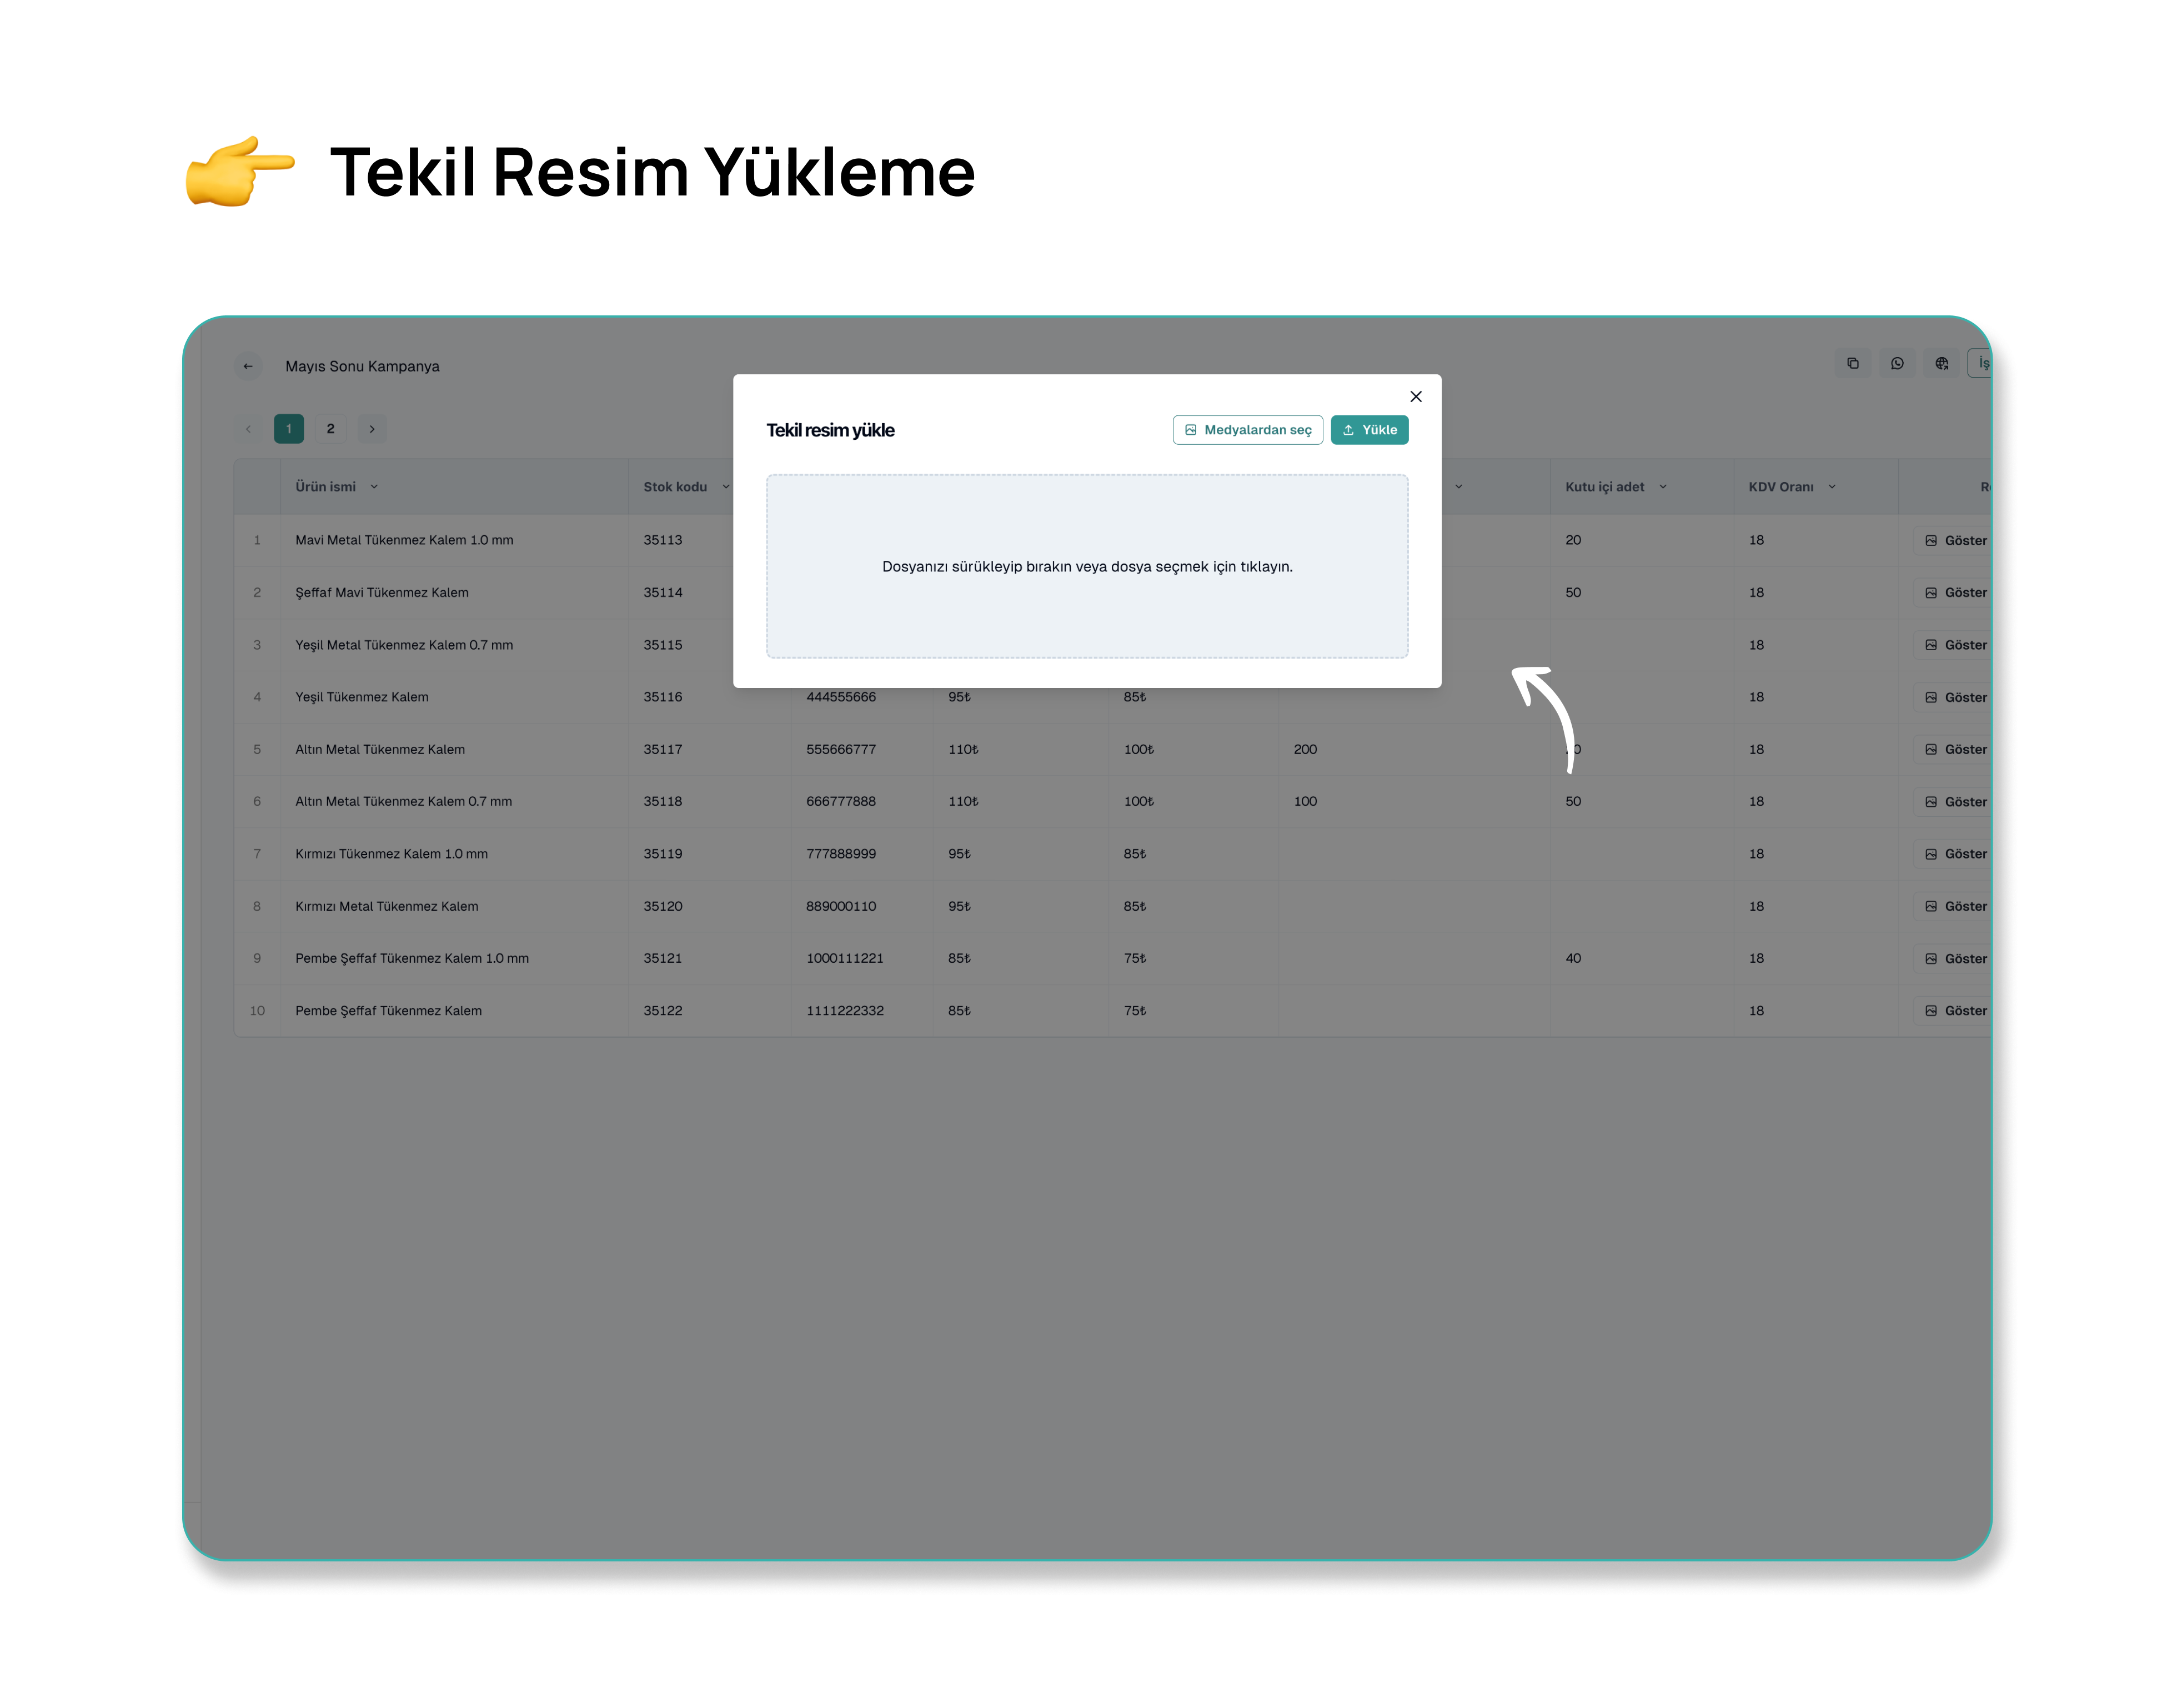 Tekil Resim Yükleme
Mayıs Sonu Kampanya
1 2
Tekil resim yükle Medyalardan seç Yükle
Dosyanızı sürükleyip bırakın veya dosya seçmek için tıklayın.
Ürün ismi Stok kodu Kutu içi adet KDV Oranı
1 Mavi Metal Tükenmez Kalem 1.0 mm 35113 20 18 Göster
2 Şeffaf Mavi Tükenmez Kalem 35114 50 18 Göster
3 Yeşil Metal Tükenmez Kalem 0.7 mm 35115 18 Göster
4 Yeşil Tükenmez Kalem 35116 444555666 95₺ 85₺ 18 Göster
5 Altın Metal Tükenmez Kalem 35117 555666777 110₺ 100₺ 200 18 Göster
6 Altın Metal Tükenmez Kalem 0.7 mm 35118 666777888 110₺ 100₺ 100 50 18 Göster
7 Kırmızı Tükenmez Kalem 1.0 mm 35119 777888999 95₺ 85₺ 18 Göster
8 Kırmızı Metal Tükenmez Kalem 35120 889000110 95₺ 85₺ 18 Göster
9 Pembe Şeffaf Tükenmez Kalem 1.0 mm 35121 1000111221 85₺ 75₺ 40 18 Göster
10 Pembe Şeffaf Tükenmez Kalem 35122 1111222332 85₺ 75₺ 18 Göster